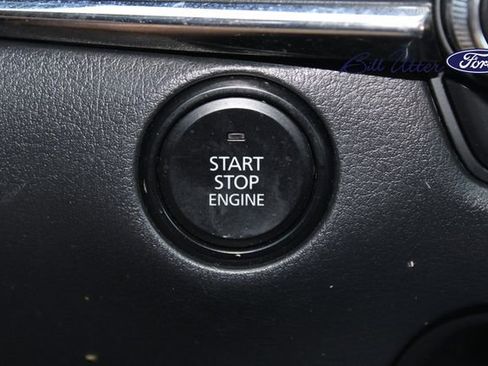 Bill Utter
Ford
START
STOP
ENGINE